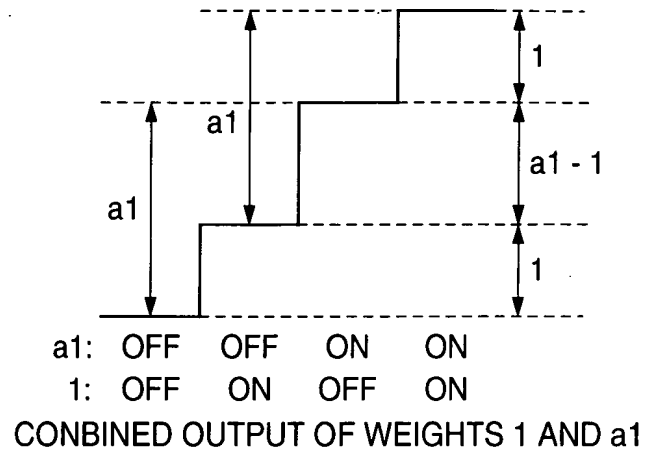 1
a1
a1 - 1
a1
1
a1: OFF OFF ON ON
1: OFF ON OFF ON
CONBINED OUTPUT OF WEIGHTS 1 AND a1